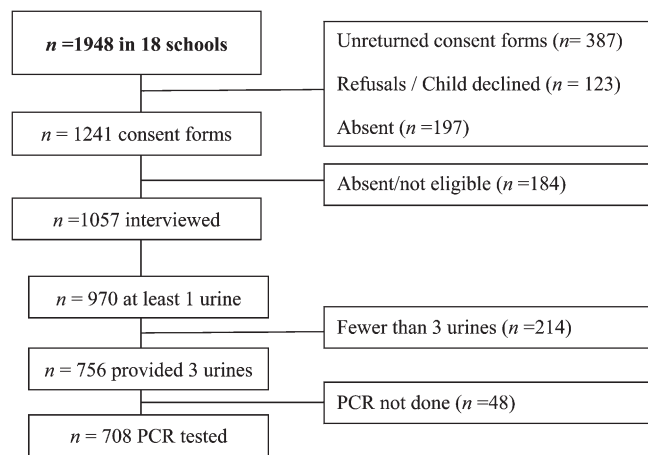 n =1948 in 18 schools
Unreturned consent forms (n= 387)
Refusals / Child declined (n = 123)
Absent (n =197)
n = 1241 consent forms
Absent/not eligible (n =184)
n =1057 interviewed
n = 970 at least 1 urine
Fewer than 3 urines (n =214)
n = 756 provided 3 urines
PCR not done (n =48)
n = 708 PCR tested